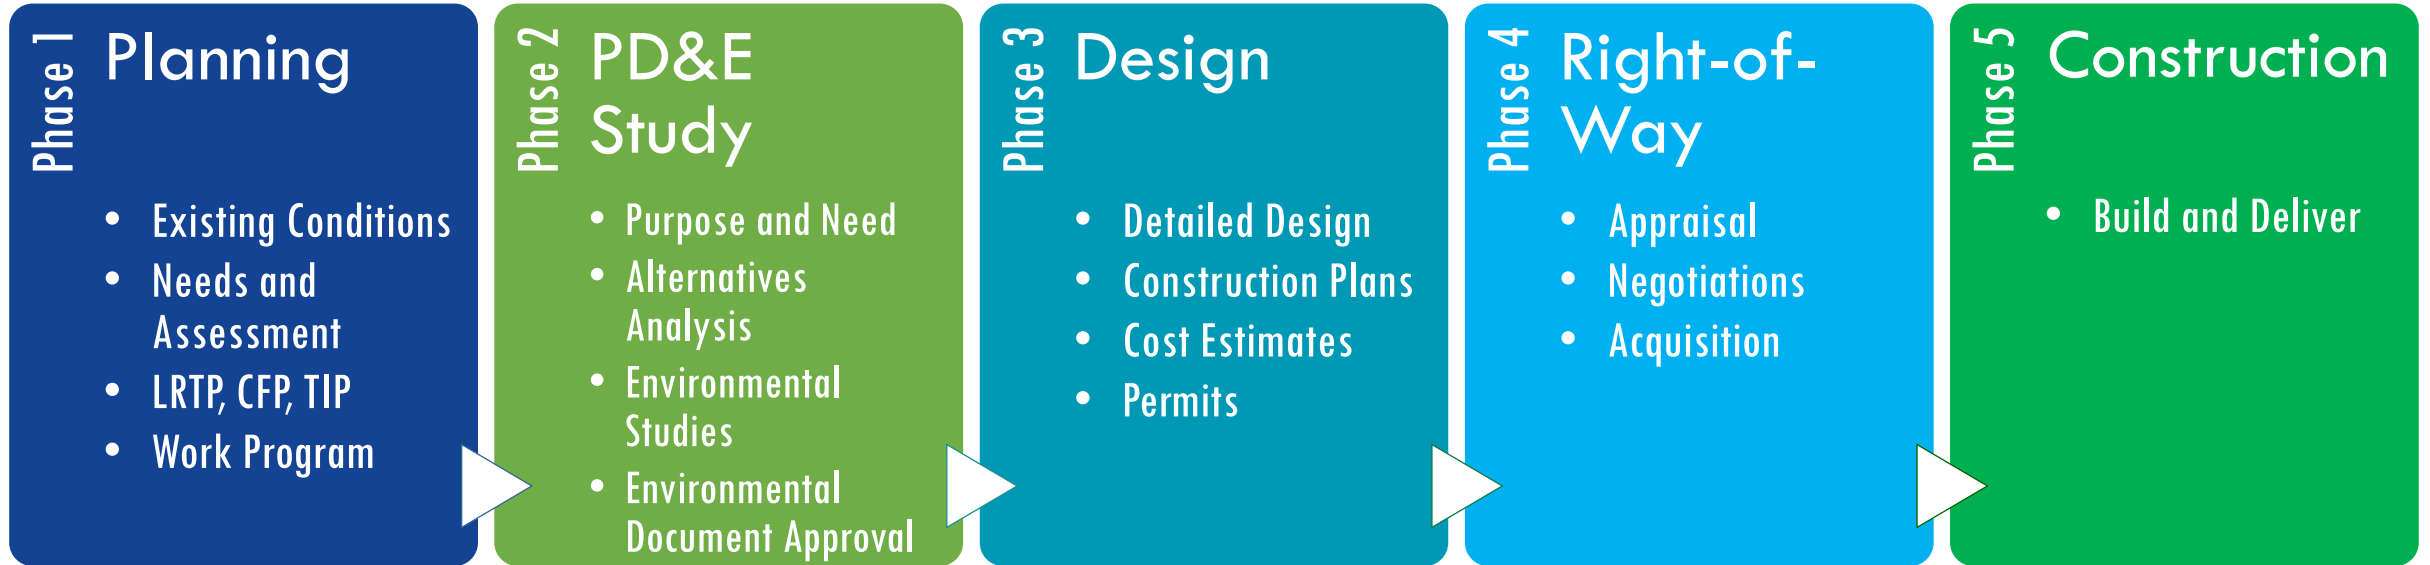 Phase 1
Planning
• Existing Conditions
• Needs and
Assessment
• LRTP, CFP, TIP
• Work Program
Phase 2
PD&E
Study
• Purpose and Need
• Alternatives
Analysis
• Environmental
Studies
• Environmental
Document Approval
Phase 3
Design
• Detailed Design
• Construction Plans
• Cost Estimates
• Permits
Phase 4
Right-of-
Way
• Appraisal
• Negotiations
• Acquisition
Phase 5
Construction
• Build and Deliver